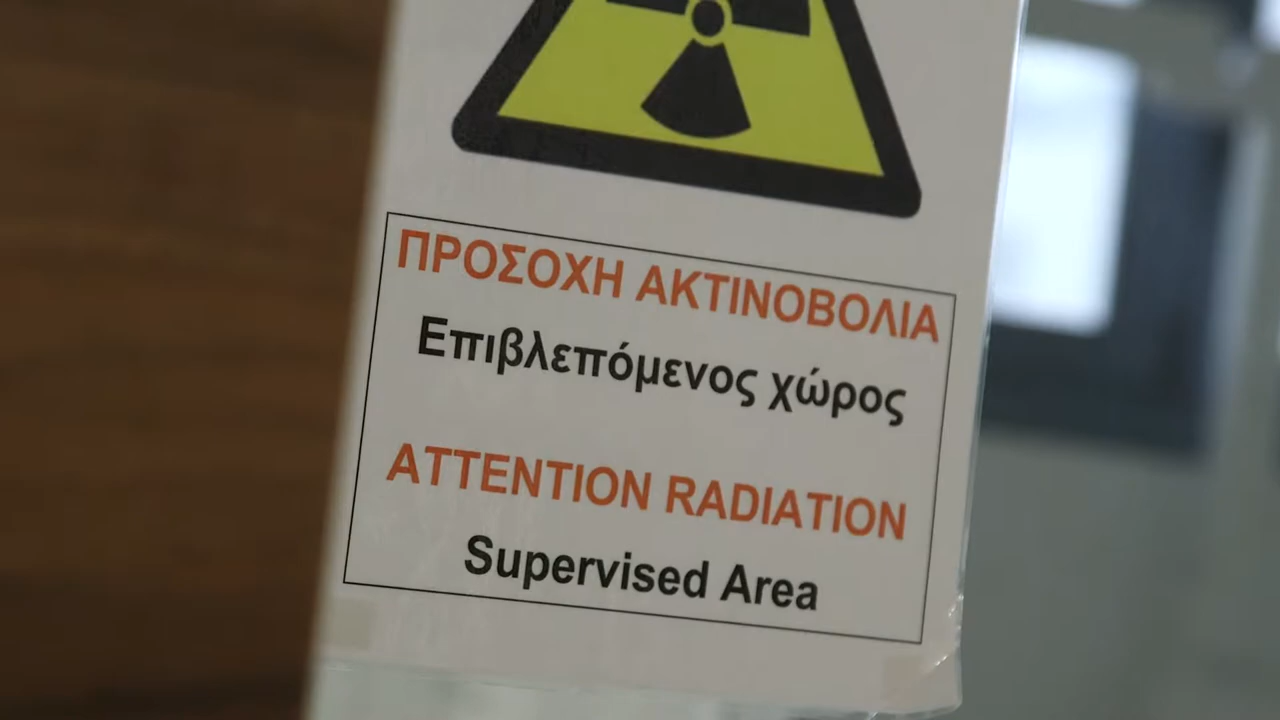 ΠΡΟΣΟΧΗ ΑΚΤΙΝΟΒΟΛΙΑ
Επιβλεπόμενος χώρος
ATTENTION RADIATION
Supervised Area